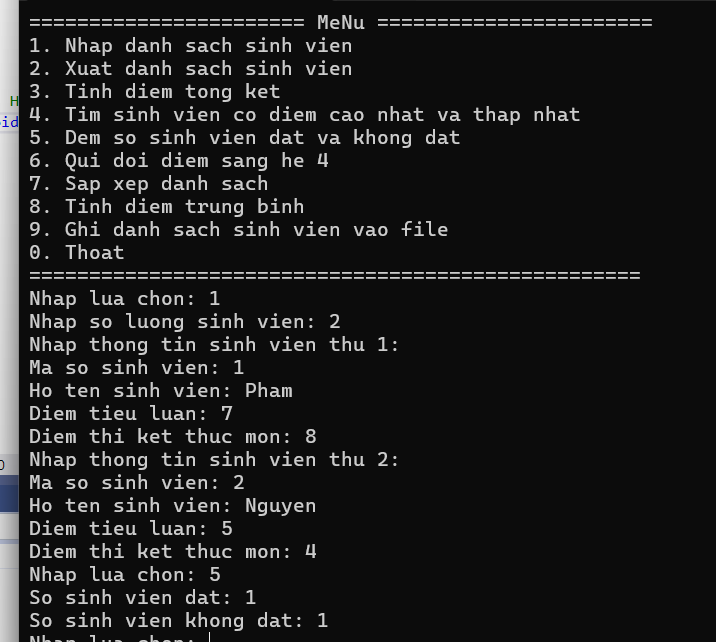 ======================= MeNu =======================
1. Nhap danh sach sinh vien
2. Xuat danh sach sinh vien
3. Tinh diem tong ket
4. Tim sinh vien co diem cao nhat va thap nhat
5. Dem so sinh vien dat va khong dat
6. Qui doi diem sang he 4
7. Sap xep danh sach
8. Tinh diem trung binh
9. Ghi danh sach sinh vien vao file
0. Thoat
===================================================
Nhap lua chon: 1
Nhap so luong sinh vien: 2
Nhap thong tin sinh vien thu 1:
Ma so sinh vien: 1
Ho ten sinh vien: Pham
Diem tieu luan: 7
Diem thi ket thuc mon: 8
Nhap thong tin sinh vien thu 2:
Ma so sinh vien: 2
Ho ten sinh vien: Nguyen
Diem tieu luan: 5
Diem thi ket thuc mon: 4
Nhap lua chon: 5
So sinh vien dat: 1
So sinh vien khong dat: 1
Nhap lua chon: